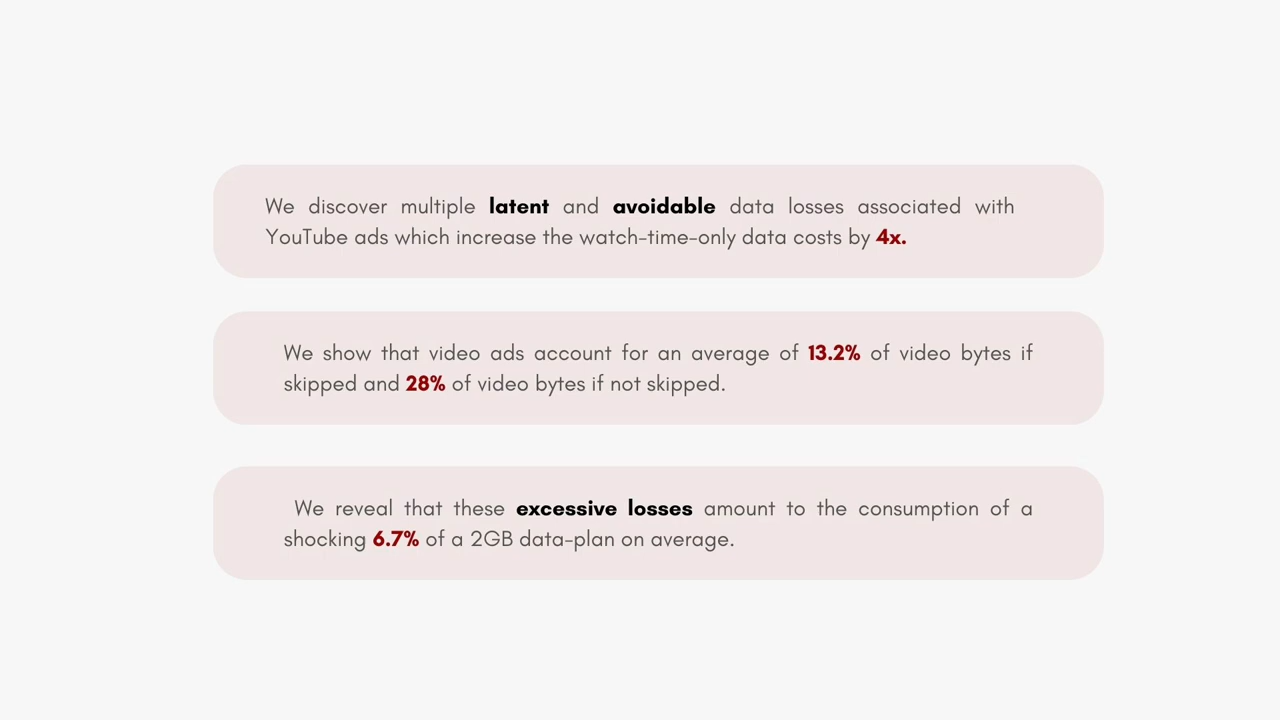 We discover multiple latent and avoidable data losses associated with
YouTube ads which increase the watch-time-only data costs by 4x.
We show that video ads account for an average of 13.2% of video bytes if
skipped and 28% of video bytes if not skipped.
We reveal that these excessive losses amount to the consumption of a
shocking 6.7% of a 2GB data-plan on average.